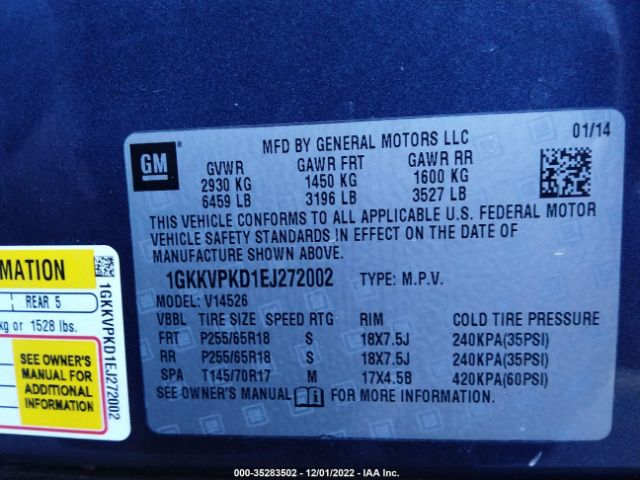 MFD BY GENERAL MOTORS LLC 01/14
GM
GVWR GAWR FRT GAWR RR
2930 KG 1450 KG 1600 KG
6459 LB 3196 LB 3527 LB
THIS VEHICLE CONFORMS TO ALL APPLICABLE U.S. FEDERAL MOTOR
VEHICLE SAFETY STANDARDS IN EFFECT ON THE DATE OF
MANUFACTURE SHOWN ABOVE.
1GKKVPKD1EJ272002 TYPE: M.P.V.
MODEL: V14526
VBBL TIRE SIZE SPEED RTG RIM COLD TIRE PRESSURE
FRT P255/65R18 S 18X7.5J 240KPA(35PSI)
RR P255/65R18 S 18X7.5J 240KPA(35PSI)
SPA T145/70R17 M 17X4.5B 420KPA(60PSI)
SEE OWNER'S MANUAL FOR MORE INFORMATION.
MATION
REAR 5
kg or 1528 lbs.
SEE OWNER'S
MANUAL FOR
ADDITIONAL
INFORMATION
1GKKVPKD1EJ272002
000-35283502 - 12/01/2022 - IAA Inc.